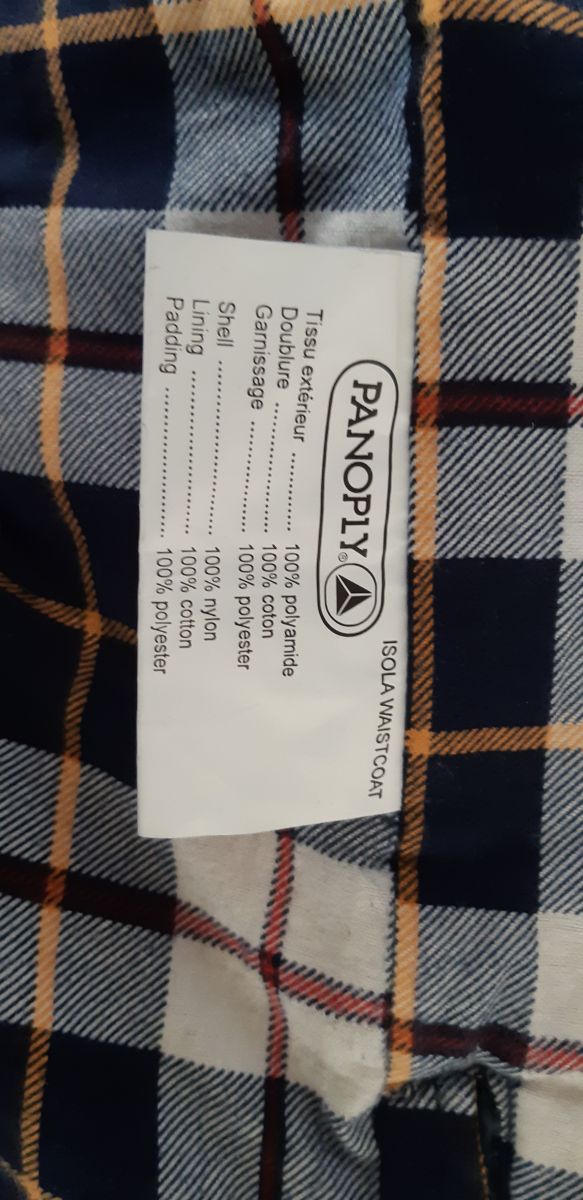 ISOLA WAISTCOAT
PANOPLY®
Tissu extérieur ............ 100% polyamide
Doublure .................... 100% coton
Garnissage ................. 100% polyester
Shell ........................... 100% nylon
Lining ......................... 100% cotton
Padding ....................... 100% polyester